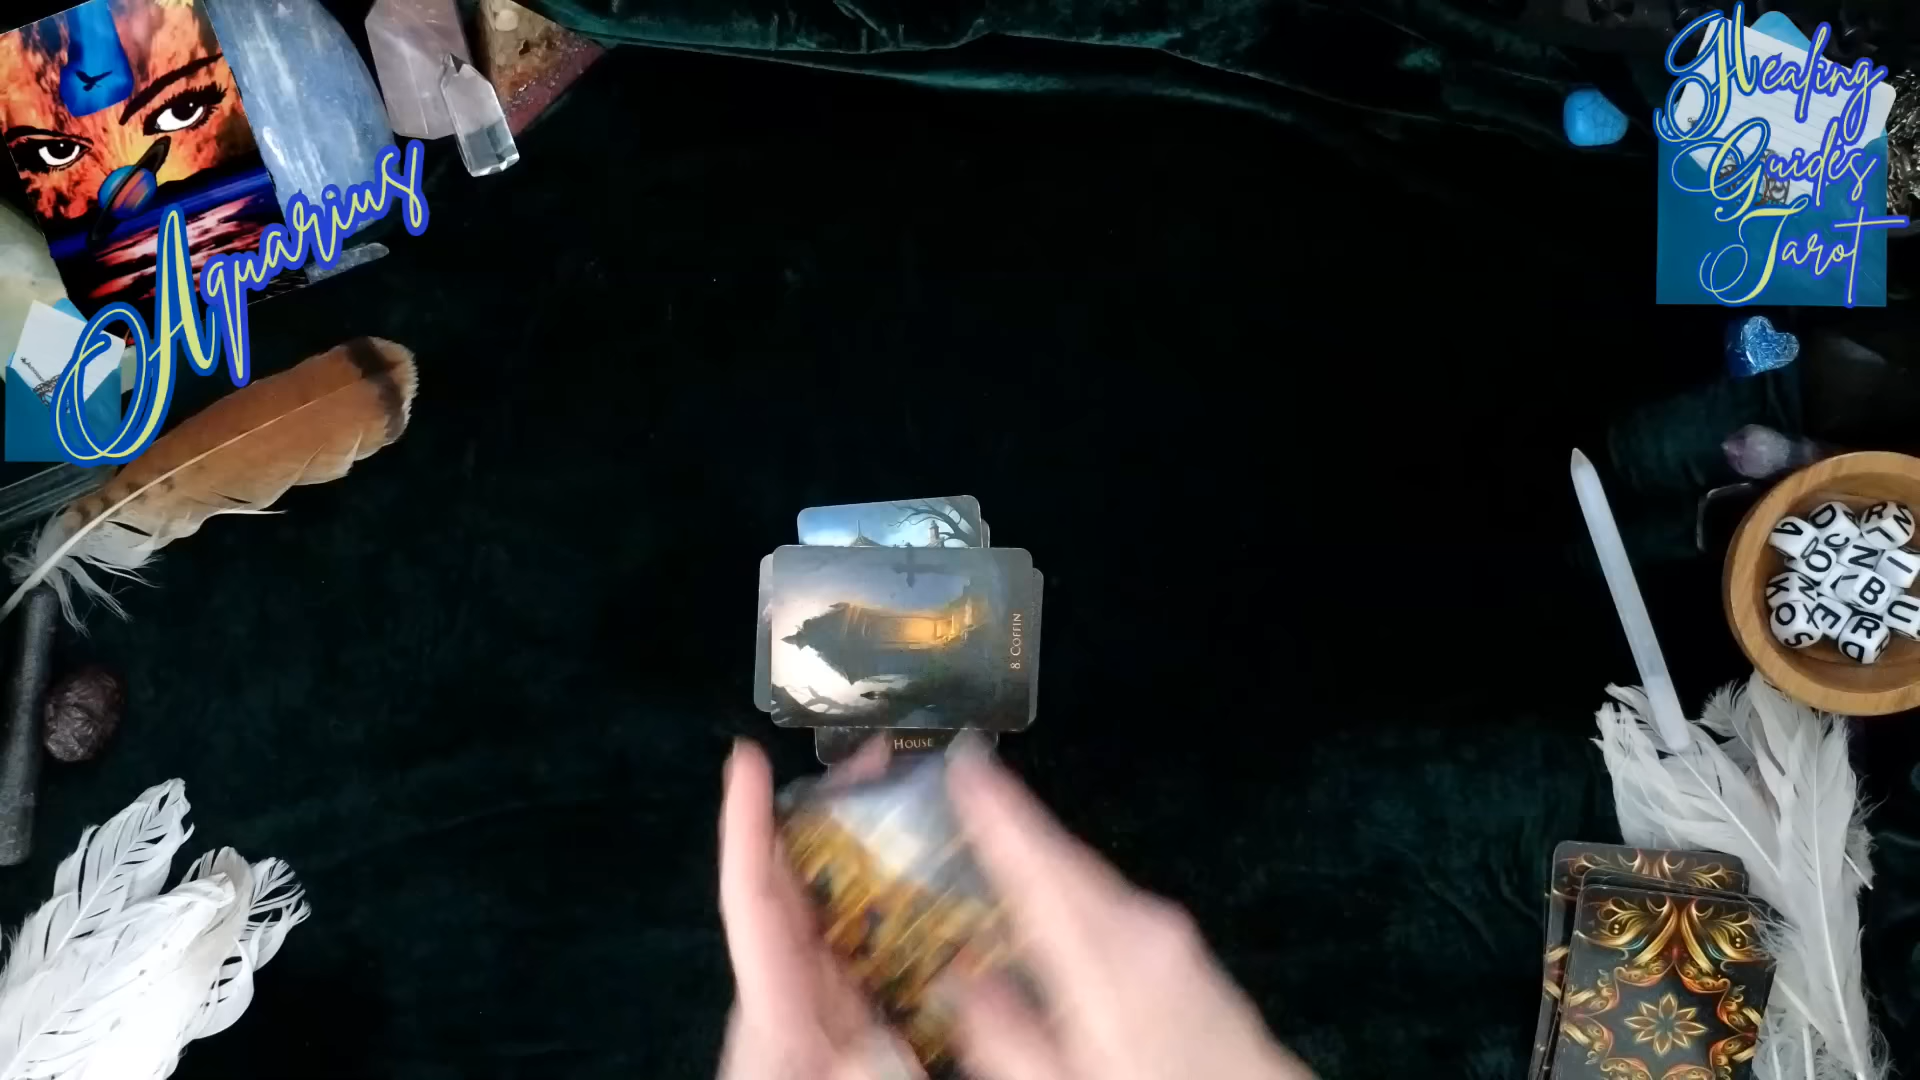 Aquarius
Healing
Guides
Tarot
8. COFFIN
HOUSE
D
R
Z
I
B
K
O
R
S